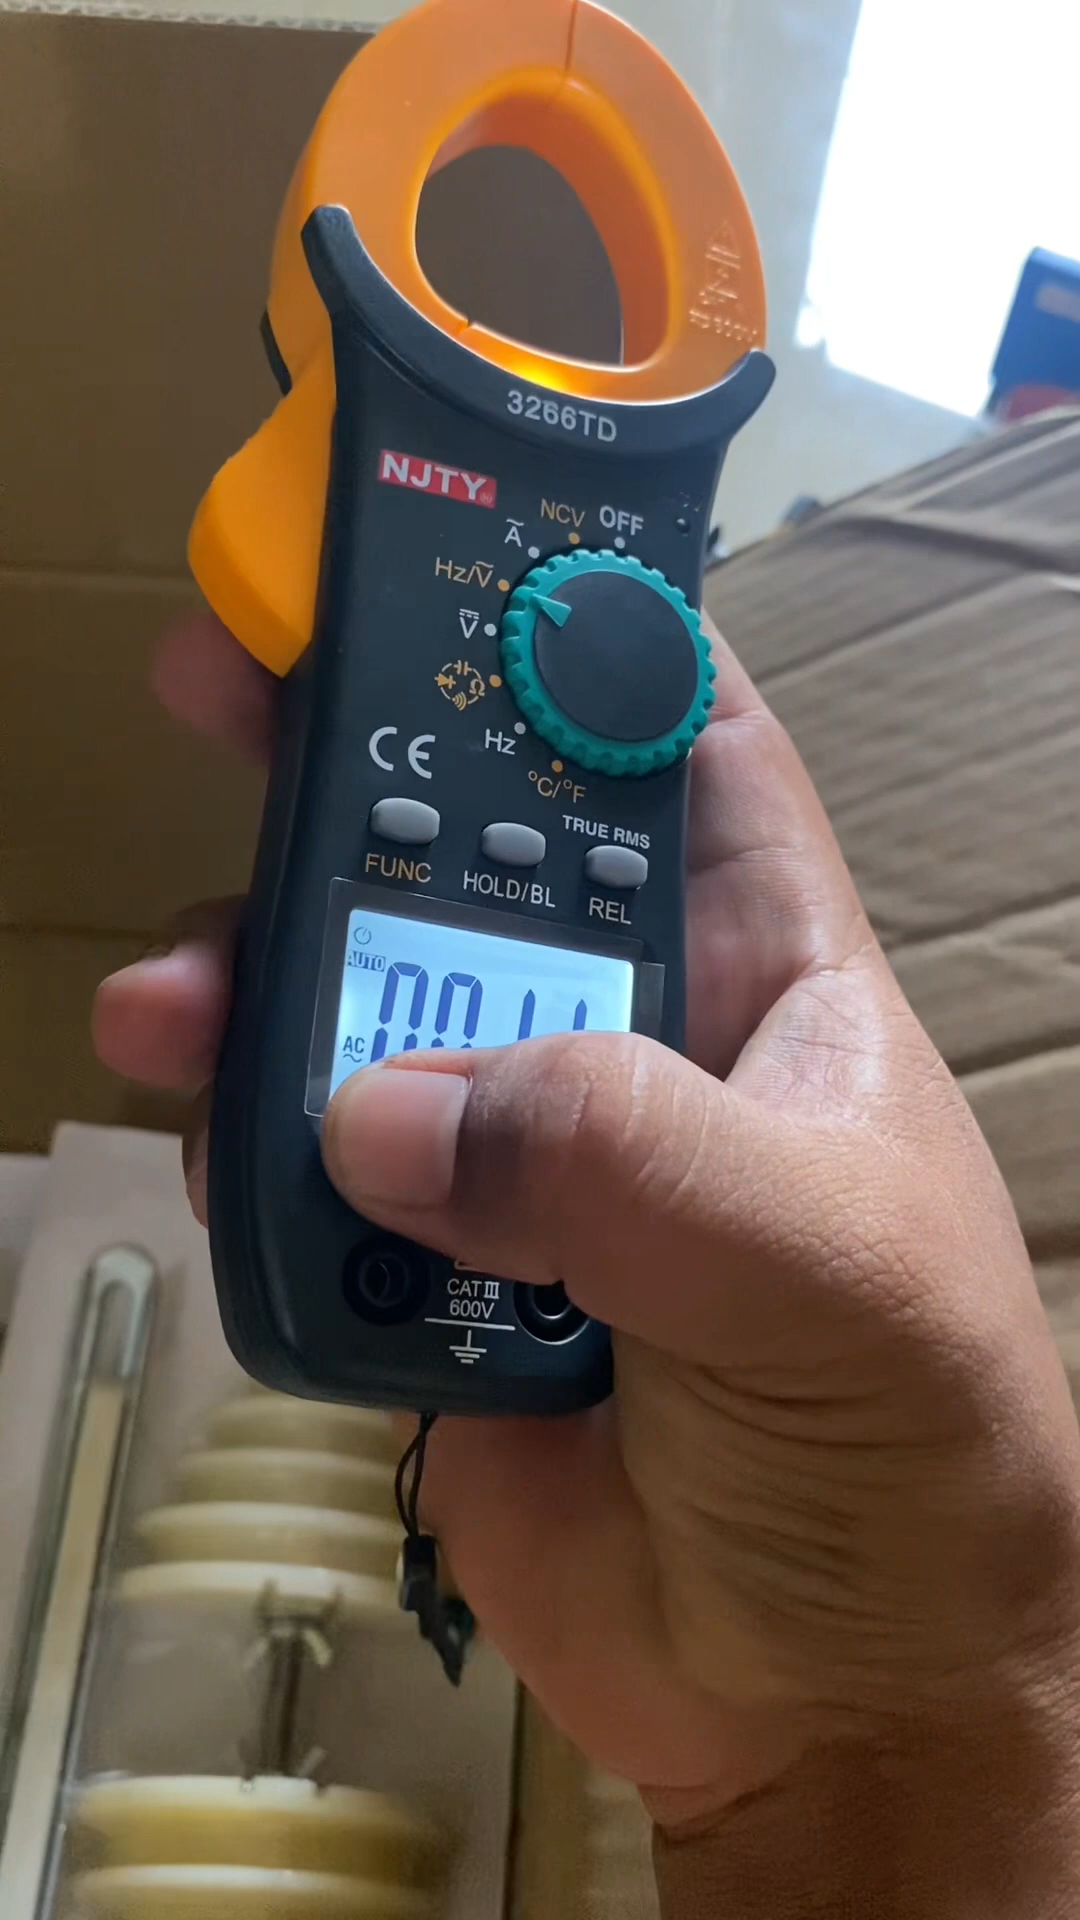 3266TD
NJTY
NCV OFF
Ã
Hz/Ṽ
V
Ω
Hz
°C/°F
CE
TRUE RMS
FUNC HOLD/BL REL
AUTO
AC
CAT III
600V